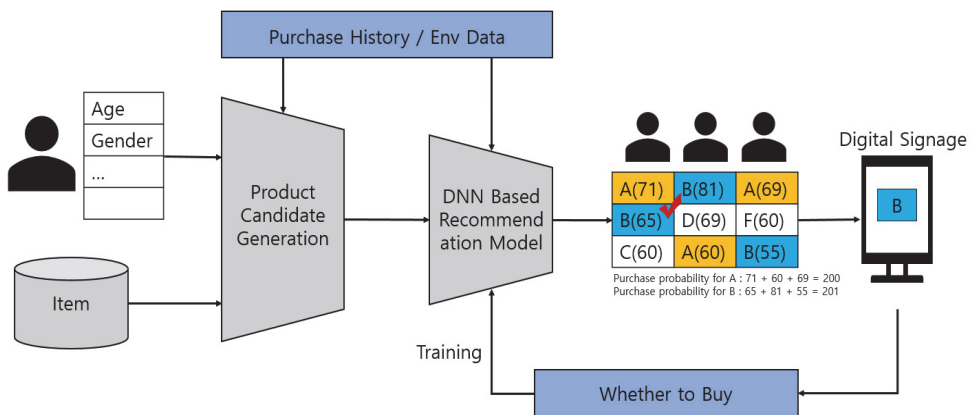 Purchase History / Env Data
Age
Gender
...
Item
Product
Candidate
Generation
DNN Based
Recommend
ation Model
A(71) B(81) A(69)
B(65) D(69) F(60)
C(60) A(60) B(55)
Purchase probability for A : 71 + 60 + 69 = 200
Purchase probability for B : 65 + 81 + 55 = 201
Digital Signage
B
Training
Whether to Buy